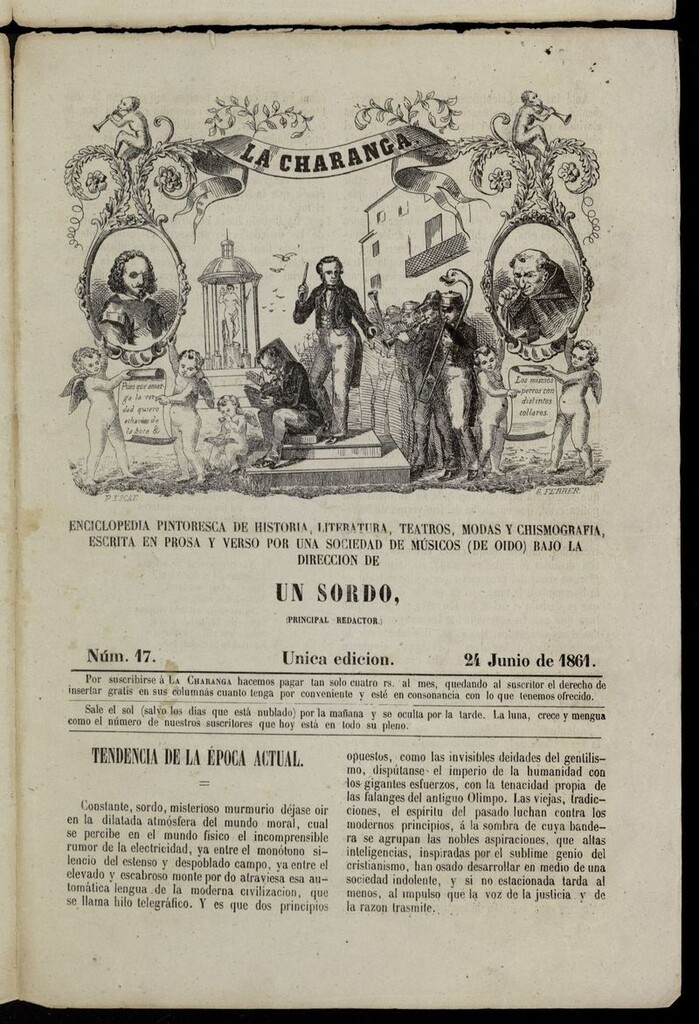 LA CHARANGA
Pues que amar-
ga la ver-
dad quiero
echarla de
la boca &
Los mismos
perros con
distintos
collares.
E. FERRER.
ENCICLOPEDIA PINTORESCA DE HISTORIA, LITERATURA, TEATROS, MODAS Y CHISMOGRAFIA,
ESCRITA EN PROSA Y VERSO POR UNA SOCIEDAD DE MÚSICOS (DE OIDO) BAJO LA
DIRECCION DE
UN SORDO,
(PRINCIPAL REDACTOR.)
Núm. 17. Unica edicion. 24 Junio de 1861.
Por suscribirse á LA CHARANGA hacemos pagar tan solo cuatro rs. al mes, quedando al suscritor el derecho de
insertar gratis en sus columnas cuanto tenga por conveniente y esté en consonancia con lo que tenemos ofrecido.
Sale el sol (salvo los dias que está nublado) por la mañana y se oculta por la tarde. La luna, crece y mengua
como el número de nuestros suscritores que hoy está en todo su pleno.
TENDENCIA DE LA ÉPOCA ACTUAL.
Constante, sordo, misterioso murmurio déjase oir
en la dilatada atmósfera del mundo moral, cual
se percibe en el mundo físico el incomprensible
rumor de la electricidad, ya entre el monótono si-
lencio del estenso y despoblado campo, ya entre el
elevado y escabroso monte por do atraviesa esa au-
tomática lengua de la moderna civilizacion, que
se llama hilo telegráfico. Y es que dos principios
opuestos, como las invisibles deidades del gentilis-
mo, dispútanse el imperio de la humanidad con
los gigantes esfuerzos, con la tenacidad propia de
las falanges del antiguo Olimpo. Las viejas, tradic-
ciones, el espíritu del pasado luchan contra los
modernos principios, á la sombra de cuya bande-
ra se agrupan las nobles aspiraciones, que altas
inteligencias, inspiradas por el sublime genio del
cristianismo, han osado desarrollar en medio de una
sociedad indolente, y si no estacionada tarda al
menos, al impulso que la voz de la justicia y de
la razon trasmite.